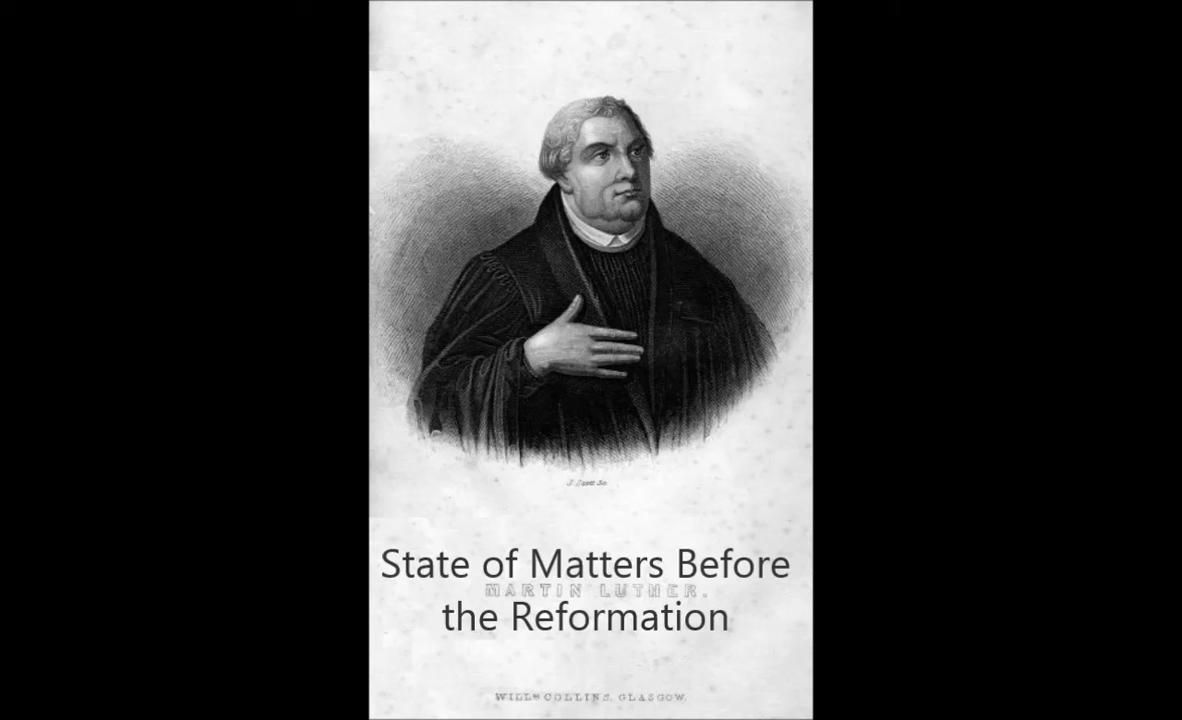 State of Matters Before
MARTIN LUTHER.
the Reformation
WILLM COLLINS, GLASGOW.